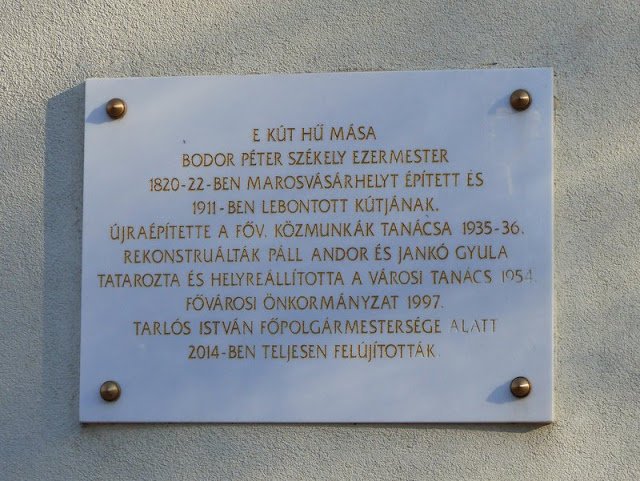 E KÚT HŰ MÁSA
BODOR PÉTER SZÉKELY EZERMESTER
1820-22-BEN MAROSVÁSÁRHELYT ÉPÍTETT ÉS
1911-BEN LEBONTOTT KÚTJÁNAK.
ÚJRAÉPÍTETTE A FŐV. KÖZMUNKÁK TANÁCSA 1935-36.
REKONSTRUÁLTÁK PÁLL ANDOR ÉS JANKÓ GYULA
TATAROZTA ÉS HELYREÁLLÍTOTTA A VÁROSI TANÁCS 1954.
FŐVÁROSI ÖNKORMÁNYZAT 1997.
TARLÓS ISTVÁN FŐPOLGÁRMESTERSÉGE ALATT
2014-BEN TELJESEN FELÚJÍTOTTÁK